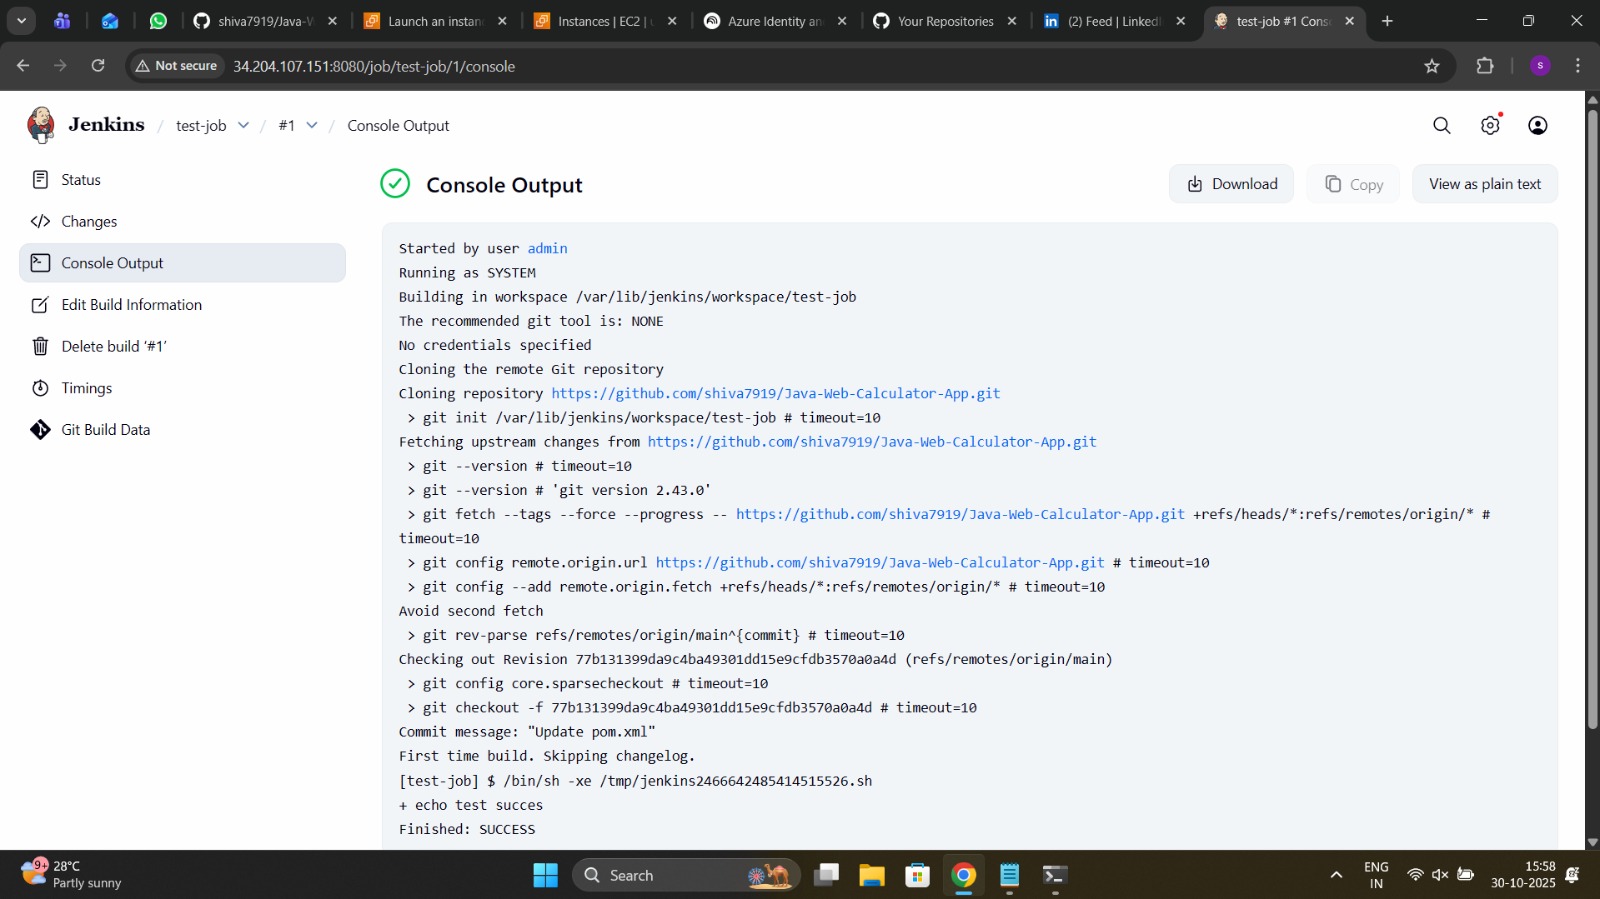 shiva7919/Java-W
Launch an instan
Instances | EC2 | u
Azure Identity an
Your Repositories
(2) Feed | LinkedI
test-job #1 Conso
Not secure
34.204.107.151:8080/job/test-job/1/console
s
Jenkins / test-job / #1 / Console Output
Status
Changes
Console Output
Edit Build Information
Delete build ‘#1’
Timings
Git Build Data
Console Output
Download
Copy
View as plain text
Started by user admin
Running as SYSTEM
Building in workspace /var/lib/jenkins/workspace/test-job
The recommended git tool is: NONE
No credentials specified
Cloning the remote Git repository
Cloning repository https://github.com/shiva7919/Java-Web-Calculator-App.git
 > git init /var/lib/jenkins/workspace/test-job # timeout=10
Fetching upstream changes from https://github.com/shiva7919/Java-Web-Calculator-App.git
 > git --version # timeout=10
 > git --version # 'git version 2.43.0'
 > git fetch --tags --force --progress -- https://github.com/shiva7919/Java-Web-Calculator-App.git +refs/heads/*:refs/remotes/origin/* #
timeout=10
 > git config remote.origin.url https://github.com/shiva7919/Java-Web-Calculator-App.git # timeout=10
 > git config --add remote.origin.fetch +refs/heads/*:refs/remotes/origin/* # timeout=10
Avoid second fetch
 > git rev-parse refs/remotes/origin/main^{commit} # timeout=10
Checking out Revision 77b131399da9c4ba49301dd15e9cfdb3570a0a4d (refs/remotes/origin/main)
 > git config core.sparsecheckout # timeout=10
 > git checkout -f 77b131399da9c4ba49301dd15e9cfdb3570a0a4d # timeout=10
Commit message: "Update pom.xml"
First time build. Skipping changelog.
[test-job] $ /bin/sh -xe /tmp/jenkins2466642485414515526.sh
+ echo test succes
Finished: SUCCESS
9+
28°C
Partly sunny
Search
ENG
IN
15:58
30-10-2025